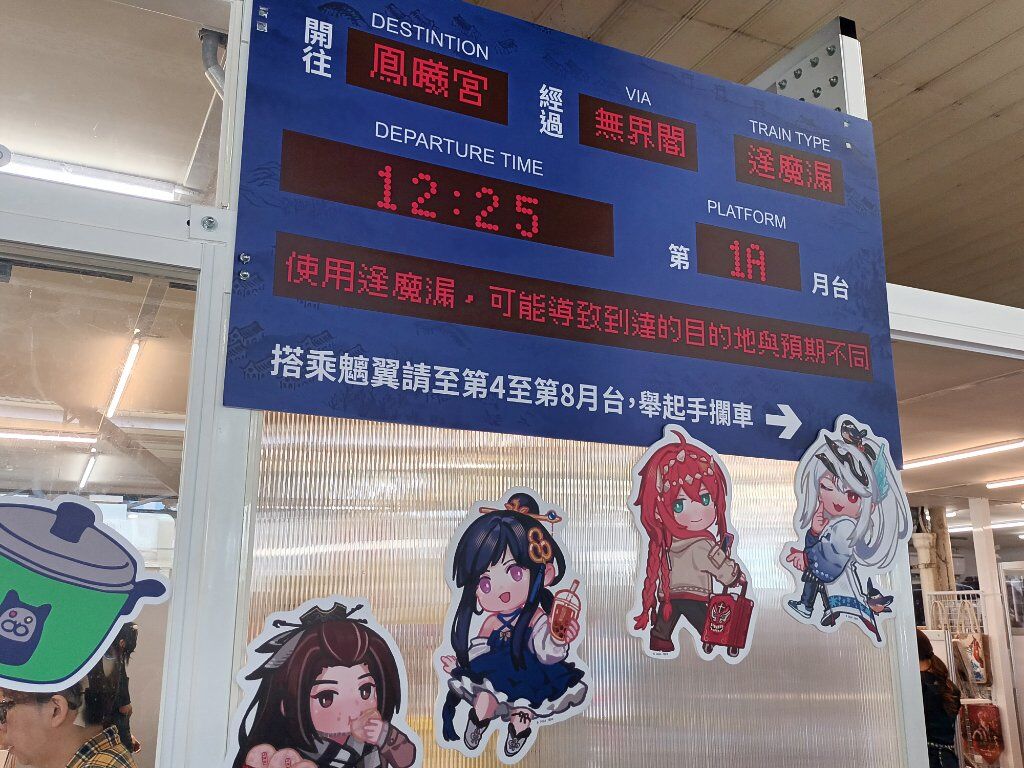 開往
DESTINTION
鳳曦宮
經過
VIA
無界閣
TRAIN TYPE
逢魔漏
DEPARTURE TIME
12:25
PLATFORM
第
1A
月台
使用逢魔漏，可能導致到達的目的地與預期不同
搭乘魑翼請至第4至第8月台，舉起手攔車